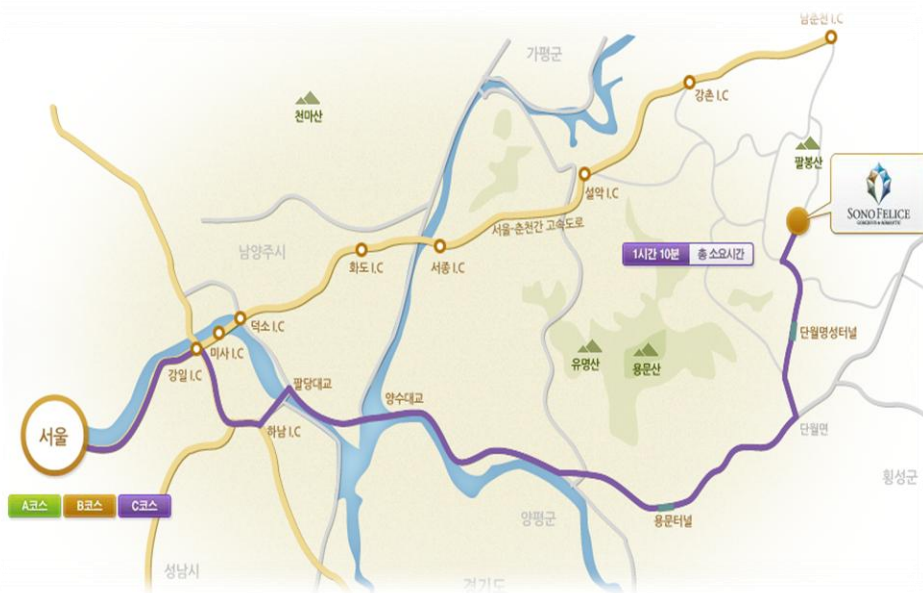 남춘천 I.C
가평군
강촌 I.C
천마산
팔봉산
설악 I.C
SONO FELICE
서울-춘천간 고속도로
남양주시
화도 I.C
서종 I.C
1시간 10분 총 소요시간
덕소 I.C
미사 I.C
강일 I.C
단월명성터널
유명산
용문산
팔당대교
양수대교
서울
하남 I.C
단월면
횡성군
A코스 B코스 C코스
양평군
용문터널
성남시
경기도